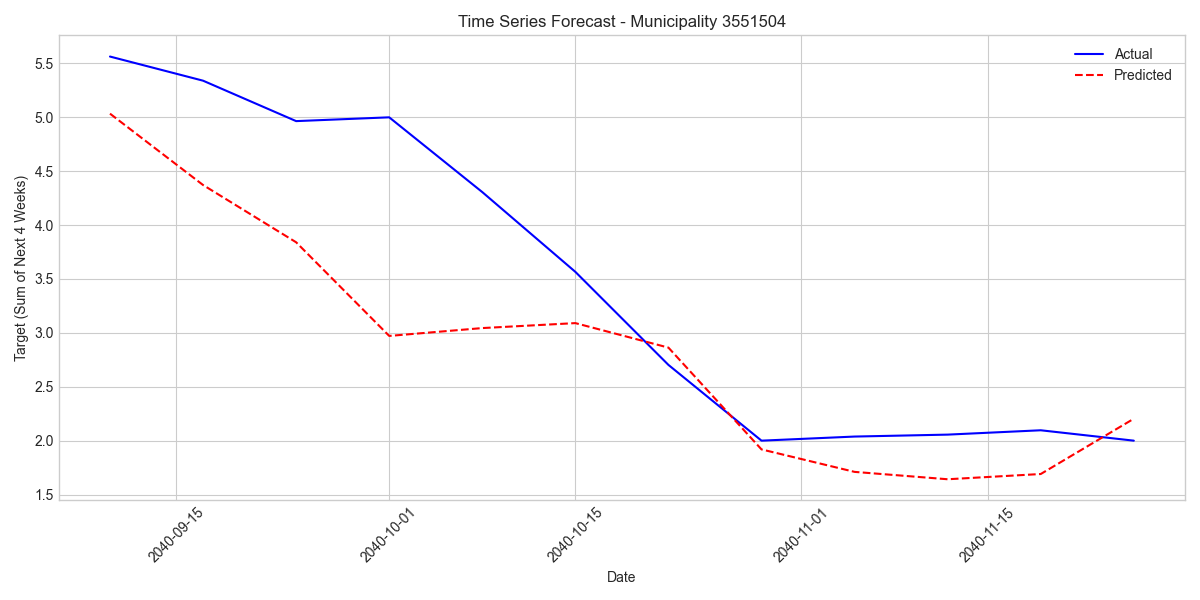 Time Series Forecast - Municipality 3551504
Actual
Predicted
Target (Sum of Next 4 Weeks)
5.5
5.0
4.5
4.0
3.5
3.0
2.5
2.0
1.5
2040-09-15
2040-10-01
2040-10-15
2040-11-01
2040-11-15
Date